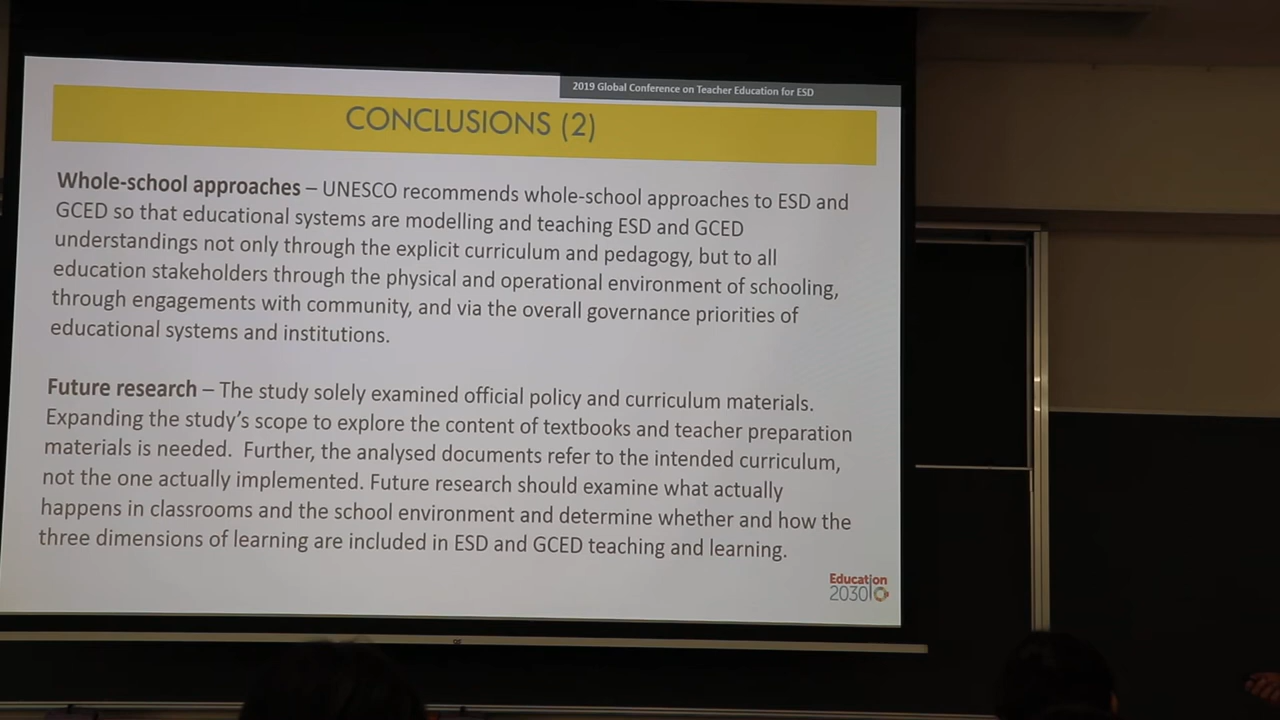 2019 Global Conference on Teacher Education for ESD
CONCLUSIONS (2)
Whole-school approaches – UNESCO recommends whole-school approaches to ESD and
GCED so that educational systems are modelling and teaching ESD and GCED
understandings not only through the explicit curriculum and pedagogy, but to all
education stakeholders through the physical and operational environment of schooling,
through engagements with community, and via the overall governance priorities of
educational systems and institutions.
Future research – The study solely examined official policy and curriculum materials.
Expanding the study's scope to explore the content of textbooks and teacher preparation
materials is needed. Further, the analysed documents refer to the intended curriculum,
not the one actually implemented. Future research should examine what actually
happens in classrooms and the school environment and determine whether and how the
three dimensions of learning are included in ESD and GCED teaching and learning.
Education
2030